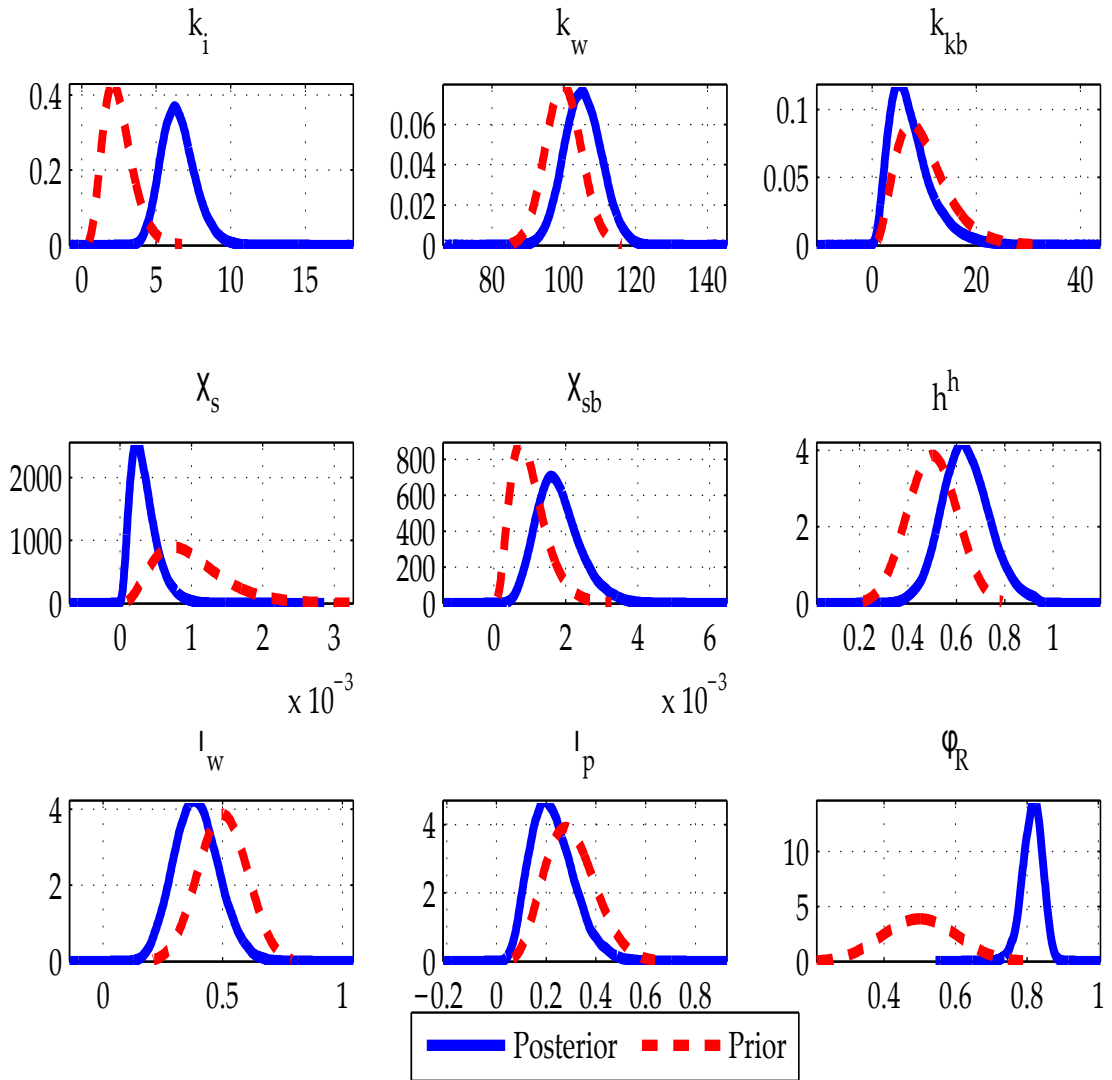 k_i
k_w
k_kb
0.4
0.2
0
0 5 10 15
0.06
0.04
0.02
0
80 100 120 140
0.1
0.05
0
0 20 40
χ_s
χ_sb
h^h
2000
1000
0
0 1 2 3
x 10^−3
800
600
400
200
0
0 2 4 6
x 10^−3
4
2
0
0.2 0.4 0.6 0.8 1
ι_w
ι_p
φ_R
4
2
0
0 0.5 1
4
2
0
−0.2 0 0.2 0.4 0.6 0.8
10
5
0
0.4 0.6 0.8 1
Posterior Prior